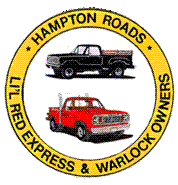 • HAMPTON ROADS •
LI'L RED EXPRESS & WARLOCK OWNERS